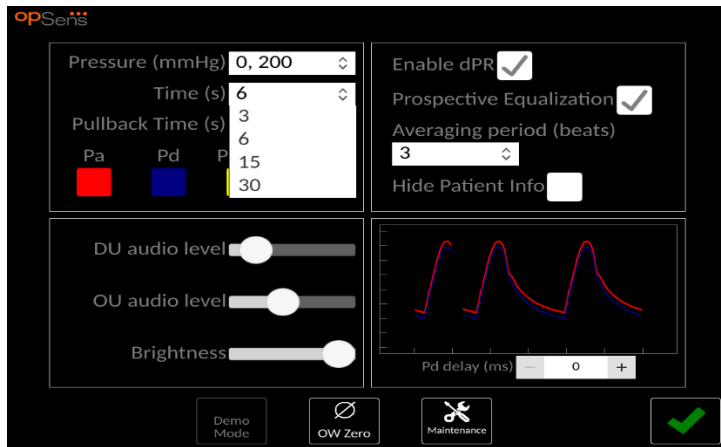 opSens
Pressure (mmHg) 0, 200
Time (s) 6
3
6
15
30
Pullback Time (s)
Pa Pd P
Enable dPR
Prospective Equalization
Averaging period (beats)
3
Hide Patient Info
DU audio level
OU audio level
Brightness
Pd delay (ms) − 0 +
Demo
Mode
OW Zero
Maintenance